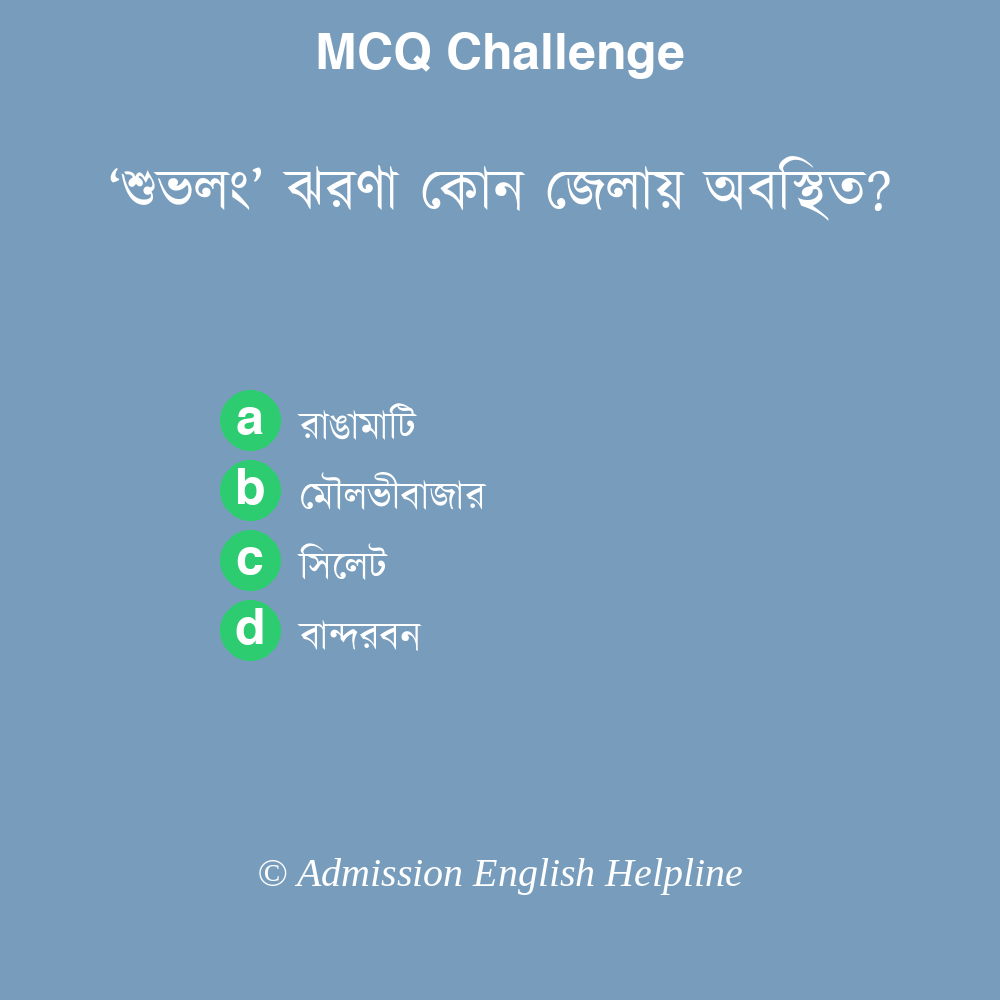 MCQ Challenge
‘শুভলং’ ঝরণা কোন জেলায় অবস্থিত?
a রাঙামাটি
b মৌলভীবাজার
c সিলেট
d বান্দরবন
© Admission English Helpline